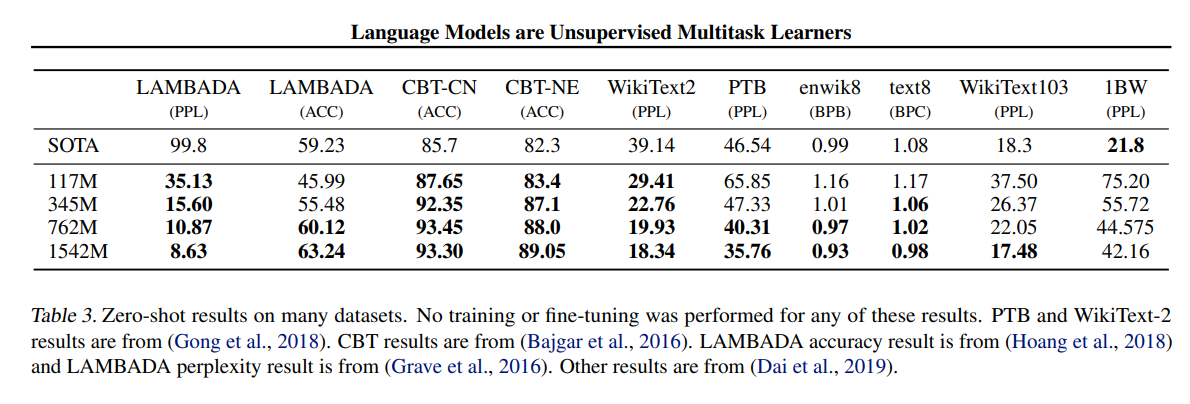 Language Models are Unsupervised Multitask Learners
LAMBADA LAMBADA CBT-CN CBT-NE WikiText2 PTB enwik8 text8 WikiText103 1BW
(PPL) (ACC) (ACC) (ACC) (PPL) (PPL) (BPB) (BPC) (PPL) (PPL)
SOTA 99.8 59.23 85.7 82.3 39.14 46.54 0.99 1.08 18.3 21.8
117M 35.13 45.99 87.65 83.4 29.41 65.85 1.16 1.17 37.50 75.20
345M 15.60 55.48 92.35 87.1 22.76 47.33 1.01 1.06 26.37 55.72
762M 10.87 60.12 93.45 88.0 19.93 40.31 0.97 1.02 22.05 44.575
1542M 8.63 63.24 93.30 89.05 18.34 35.76 0.93 0.98 17.48 42.16
Table 3. Zero-shot results on many datasets. No training or fine-tuning was performed for any of these results. PTB and WikiText-2
results are from (Gong et al., 2018). CBT results are from (Bajgar et al., 2016). LAMBADA accuracy result is from (Hoang et al., 2018)
and LAMBADA perplexity result is from (Grave et al., 2016). Other results are from (Dai et al., 2019).